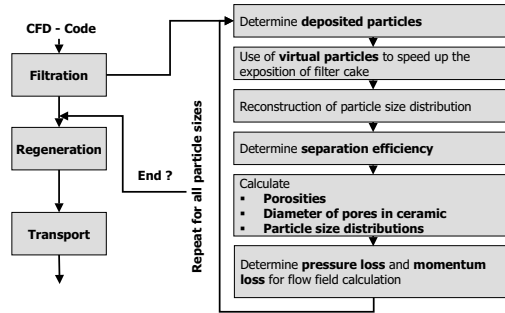 CFD - Code
Filtration
Regeneration
Transport
End ?
Repeat for all particle sizes
Determine deposited particles
Use of virtual particles to speed up the
exposition of filter cake
Reconstruction of particle size distribution
Determine separation efficiency
Calculate
▪ Porosities
▪ Diameter of pores in ceramic
▪ Particle size distributions
Determine pressure loss and momentum
loss for flow field calculation